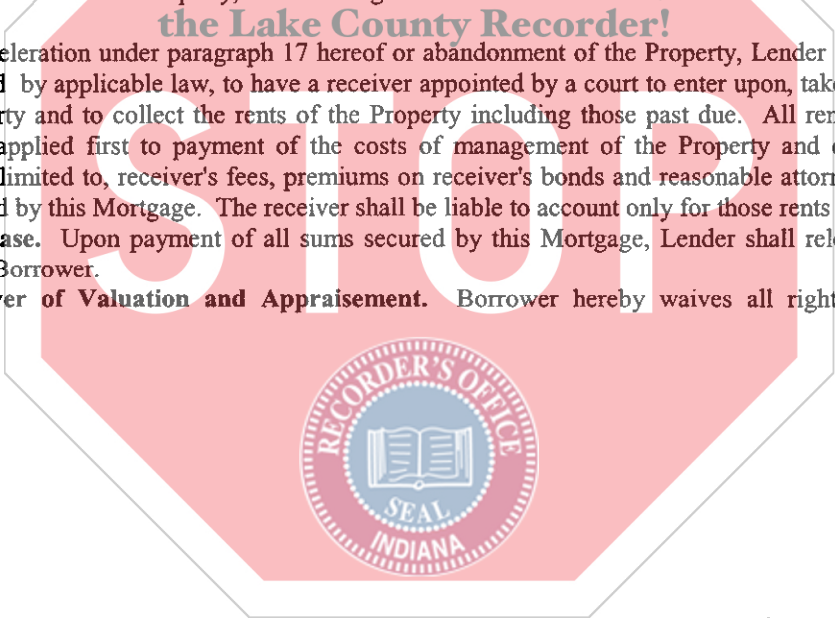 the Lake County Recorder!
eleration under paragraph 17 hereof or abandonment of the Property, Lender
by applicable law, to have a receiver appointed by a court to enter upon, take
rty and to collect the rents of the Property including those past due. All ren
applied first to payment of the costs of management of the Property and
limited to, receiver's fees, premiums on receiver's bonds and reasonable attorn
d by this Mortgage. The receiver shall be liable to account only for those rents
ase. Upon payment of all sums secured by this Mortgage, Lender shall rele
Borrower.
er of Valuation and Appraisement. Borrower hereby waives all right
STOP
RECORDER'S OFFICE
SEAL
INDIANA